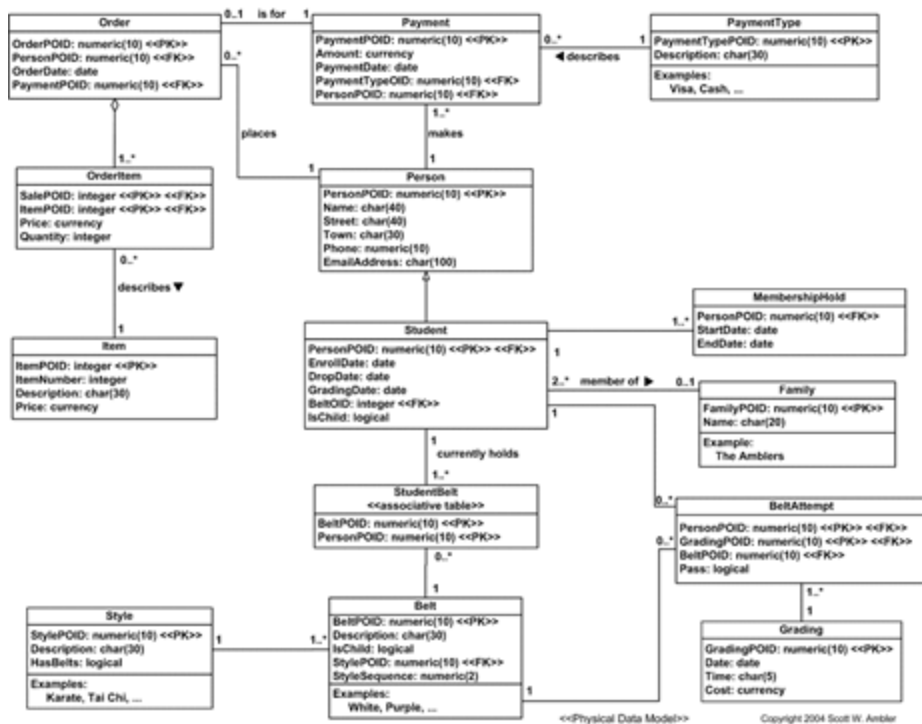 Order
OrderPOID: numeric(10) <<PK>>
PersonPOID: numeric(10) <<FK>>
OrderDate: date
PaymentPOID: numeric(10) <<FK>>
0..1 is for 1
0..*
Payment
PaymentPOID: numeric(10) <<PK>>
Amount: currency
PaymentDate: date
PaymentTypeOID: numeric(10) <<FK
PersonPOID: numeric(10) <<FK>>
0..* 1
◀ describes
PaymentType
PaymentTypePOID: numeric(10) <<PK>>
Description: char(30)
Examples:
Visa, Cash, ...
places
1..*
makes
1
1..*
1
OrderItem
SalePOID: integer <<PK>> <<FK>>
ItemPOID: integer <<PK>> <<FK>>
Price: currency
Quantity: integer
Person
PersonPOID: numeric(10) <<PK>>
Name: char(40)
Street: char(40)
Town: char(30)
Phone: numeric(10)
EmailAddress: char(100)
0..*
describes ▼
1
Item
ItemPOID: integer <<PK>>
ItemNumber: integer
Description: char(30)
Price: currency
Student
PersonPOID: numeric(10) <<PK>> <<FK>>
EnrollDate: date
DropDate: date
GradingDate: date
BeltOID: integer <<FK>>
IsChild: logical
1..*
1
MembershipHold
PersonPOID: numeric(10) <<FK>>
StartDate: date
EndDate: date
2..* member of ▶ 0..1
1
Family
FamilyPOID: numeric(10) <<PK>>
Name: char(20)
Example:
The Amblers
1
currently holds
1..*
StudentBelt
<<associative table>>
BeltPOID: numeric(10) <<PK>>
PersonPOID: numeric(10) <<PK>>
0..*
0..*
BeltAttempt
PersonPOID: numeric(10) <<PK>> <<FK>>
GradingPOID: numeric(10) <<PK>> <<FK>>
BeltPOID: numeric(10) <<FK>>
Pass: logical
0..*
1
1..*
1
Style
StylePOID: numeric(10) <<PK>>
Description: char(30)
HasBelts: logical
Examples:
Karate, Tai Chi, ...
1 1..*
Belt
BeltPOID: numeric(10) <<PK>>
Description: char(30)
IsChild: logical
StylePOID: numeric(10) <<FK>>
StyleSequence: numeric(2)
Examples:
White, Purple, ...
1
Grading
GradingPOID: numeric(10) <<PK>>
Date: date
Time: char(5)
Cost: currency
<<Physical Data Model>>
Copyright 2004 Scott W. Ambler